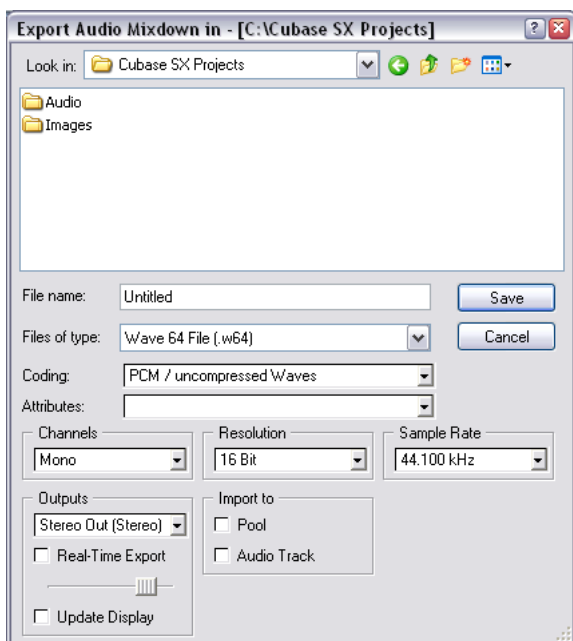 Export Audio Mixdown in - [C:\Cubase SX Projects]
Look in: Cubase SX Projects
Audio
Images
File name: Untitled Save
Files of type: Wave 64 File (.w64) Cancel
Coding: PCM / uncompressed Waves
Attributes:
Channels Resolution Sample Rate
Mono 16 Bit 44.100 kHz
Outputs Import to
Stereo Out (Stereo) Pool
Real-Time Export Audio Track
Update Display